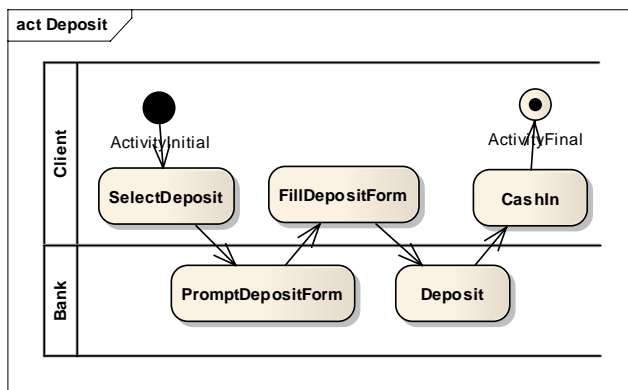 act Deposit
Client
ActivityInitial
ActivityFinal
SelectDeposit
FillDepositForm
CashIn
Bank
PromptDepositForm
Deposit